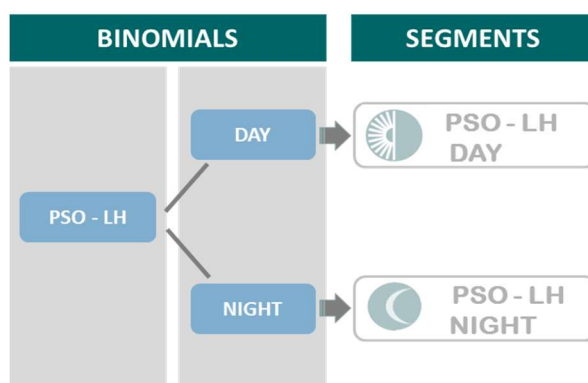 BINOMIALS
SEGMENTS
DAY
PSO - LH
DAY
PSO - LH
NIGHT
PSO - LH
NIGHT